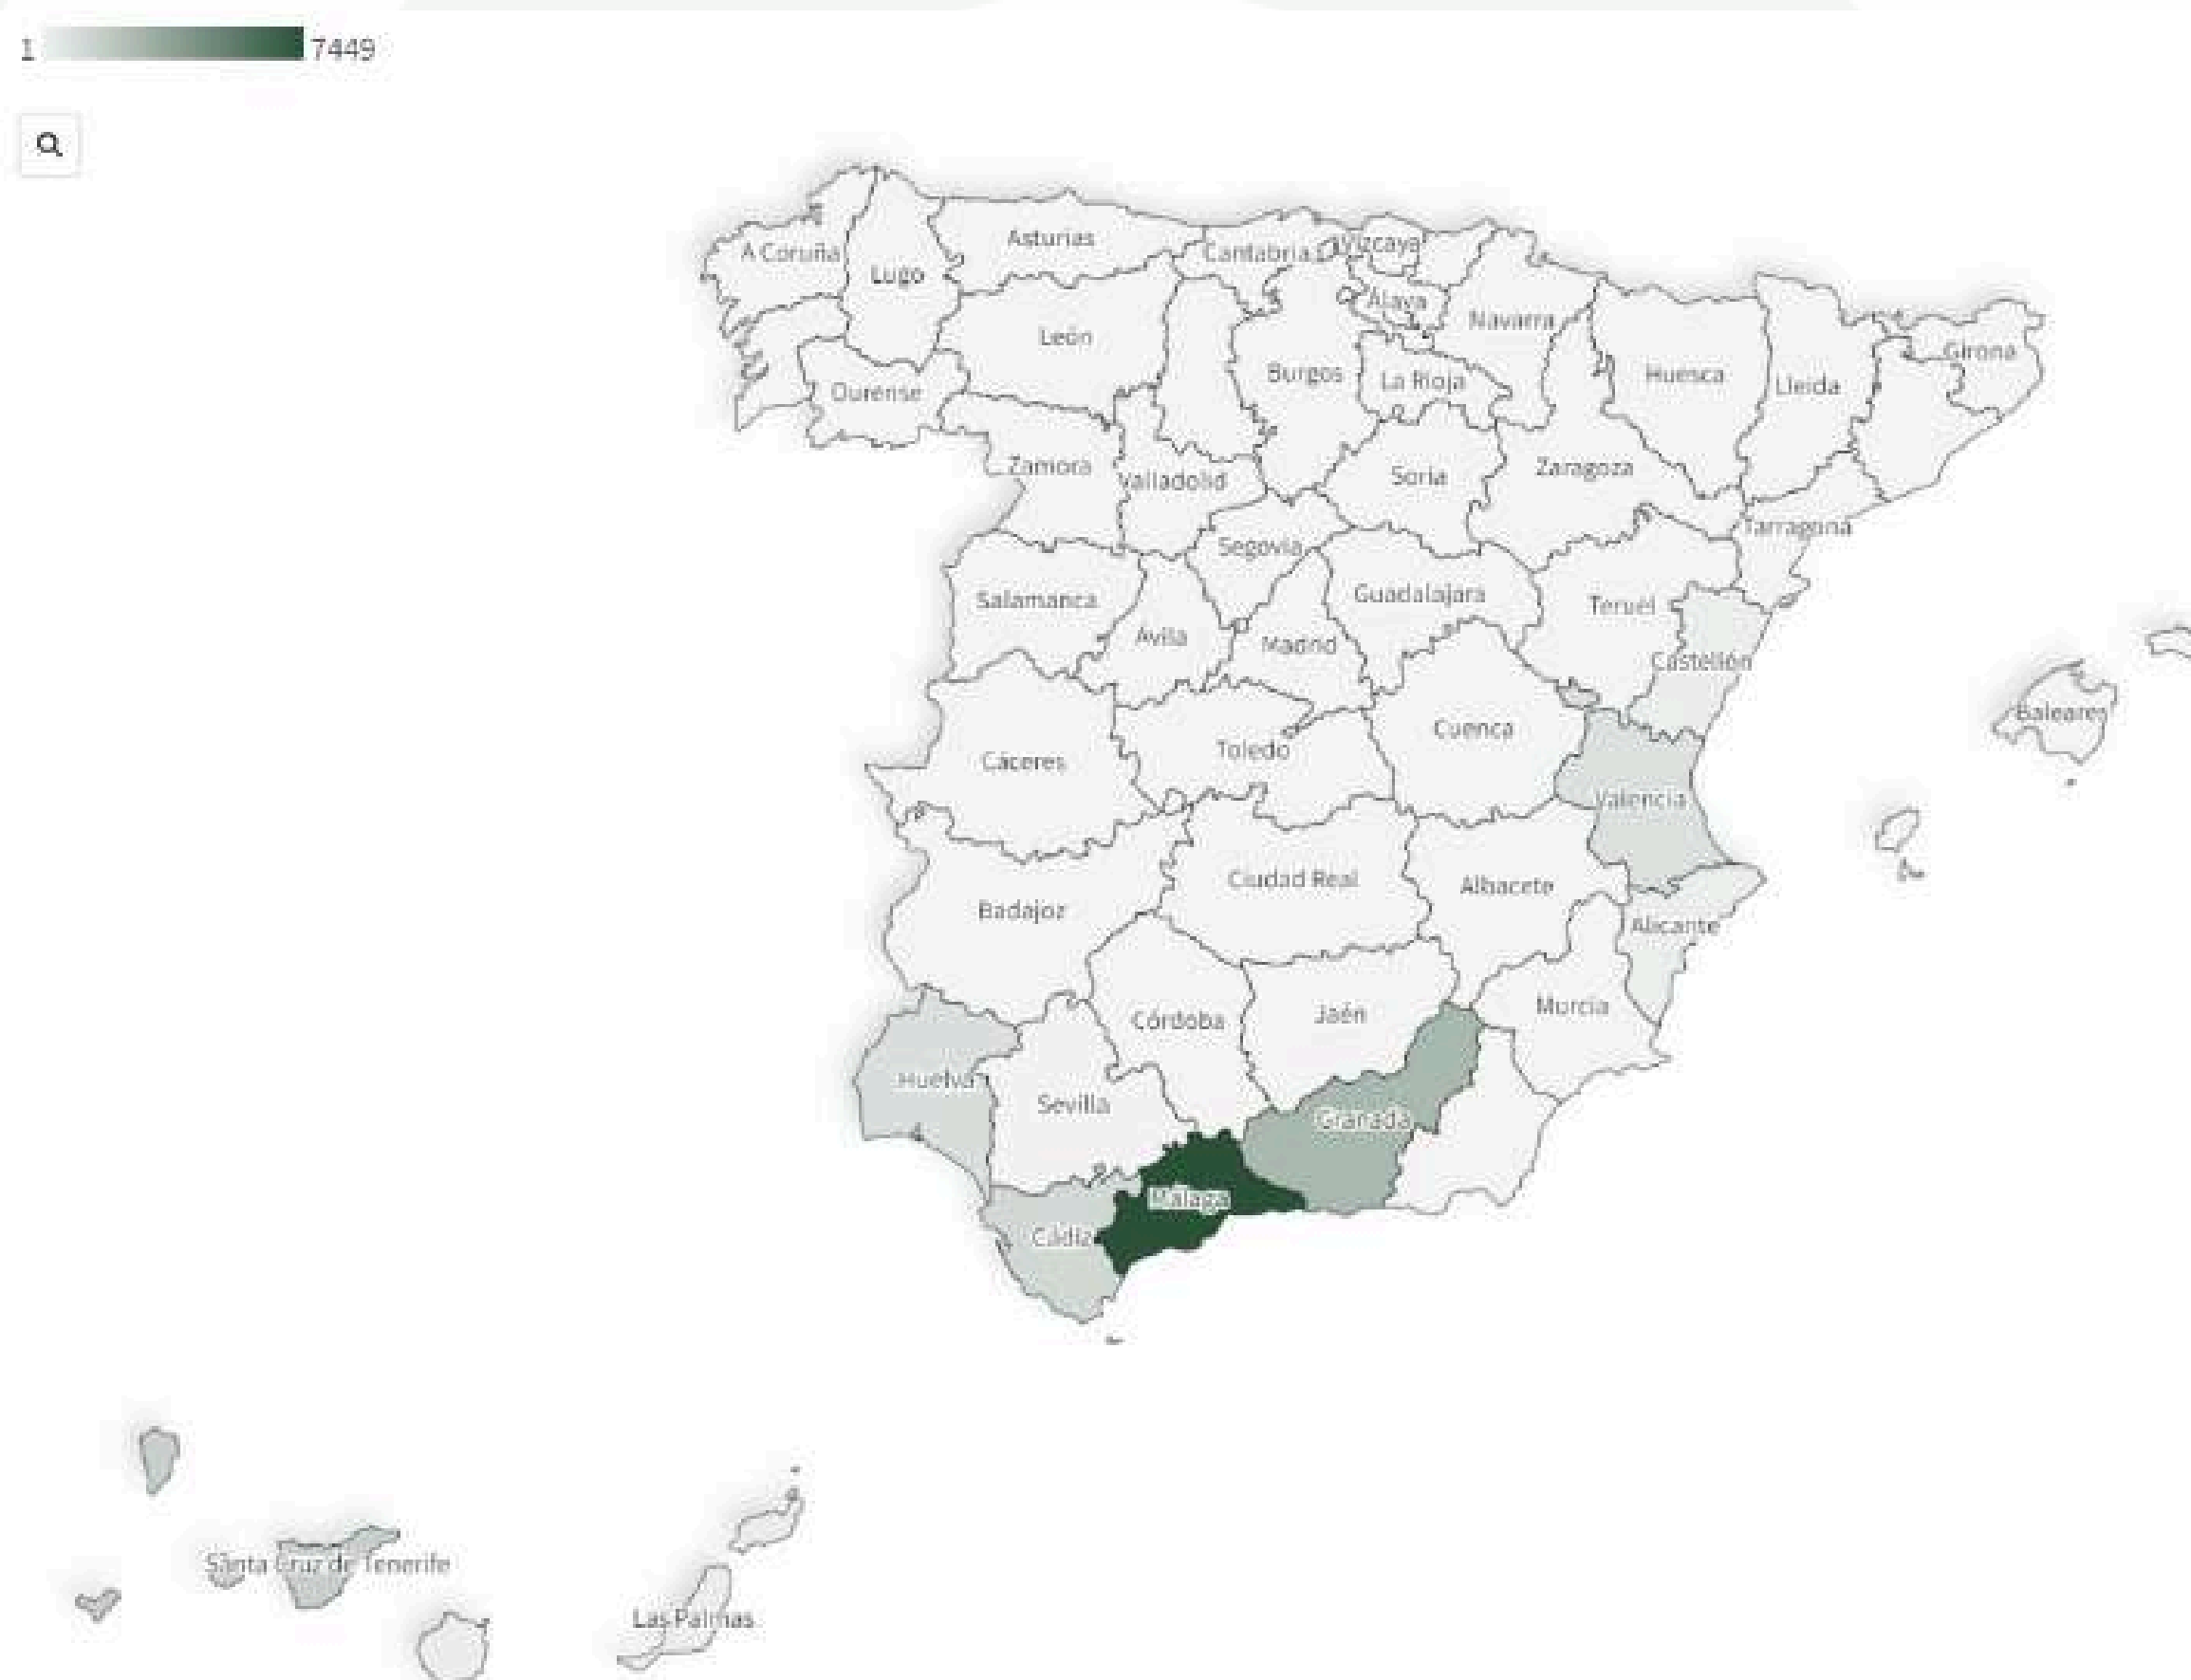 1 7449
Asturias
A Coruña
Cantabria
Vizcaya
Lugo
Álava
Navarra
León
Girona
Burgos
La Rioja
Huesca
Lleida
Ourense
Zamora
Valladolid
Soria
Zaragoza
Tarragona
Segovia
Salamanca
Guadalajara
Teruel
Ávila
Madrid
Castellón
Baleares
Cuenca
Toledo
Cáceres
Valencia
Ciudad Real
Albacete
Badajoz
Alicante
Murcia
Jaén
Córdoba
Huelva
Sevilla
Granada
Málaga
Cádiz
Santa Cruz de Tenerife
Las Palmas